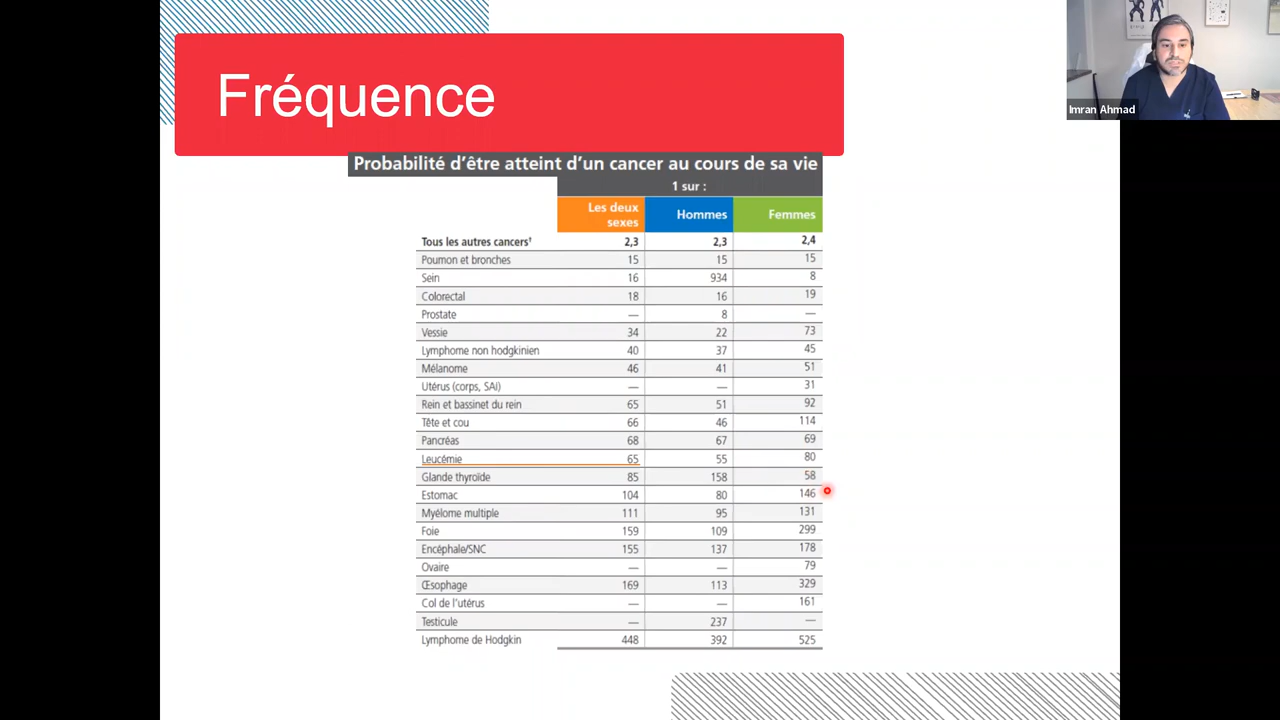 Fréquence
Imran Ahmad
Probabilité d'être atteint d'un cancer au cours de sa vie
1 sur :
Les deux sexes Hommes Femmes
Tous les autres cancers† 2,3 2,3 2,4
Poumon et bronches 15 15 15
Sein 16 934 8
Colorectal 18 16 19
Prostate — 8 —
Vessie 34 22 73
Lymphome non hodgkinien 40 37 45
Mélanome 46 41 51
Utérus (corps, SAI) — — 31
Rein et bassinet du rein 65 51 92
Tête et cou 66 46 114
Pancréas 68 67 69
Leucémie 65 55 80
Glande thyroïde 85 158 58
Estomac 104 80 146
Myélome multiple 111 95 131
Foie 159 109 299
Encéphale/SNC 155 137 178
Ovaire — — 79
Œsophage 169 113 329
Col de l'utérus — — 161
Testicule — 237 —
Lymphome de Hodgkin 448 392 525